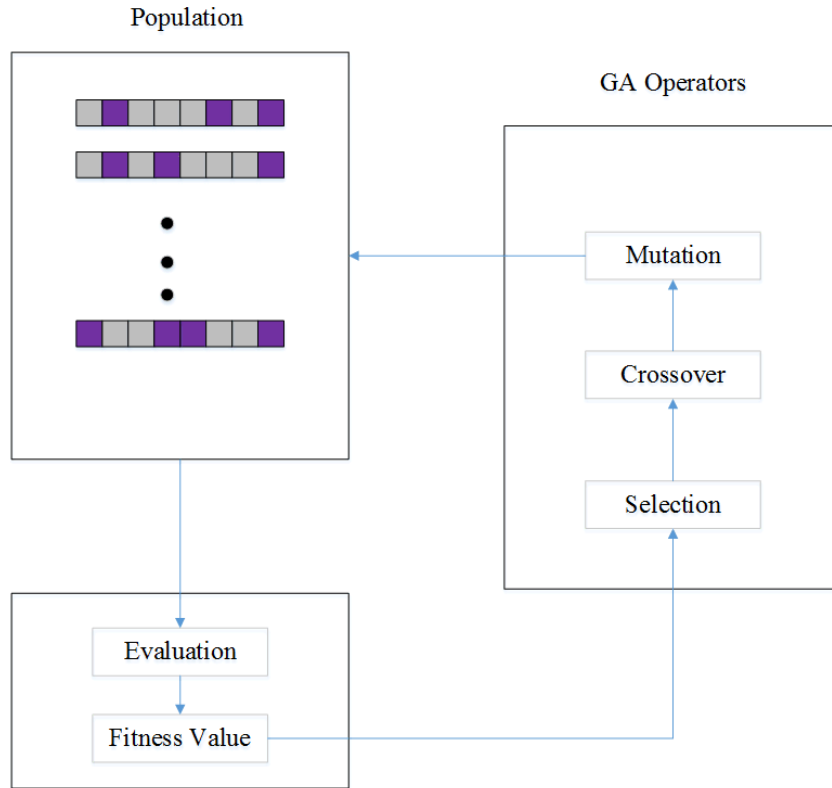 Population
GA Operators
Mutation
Crossover
Selection
Evaluation
Fitness Value